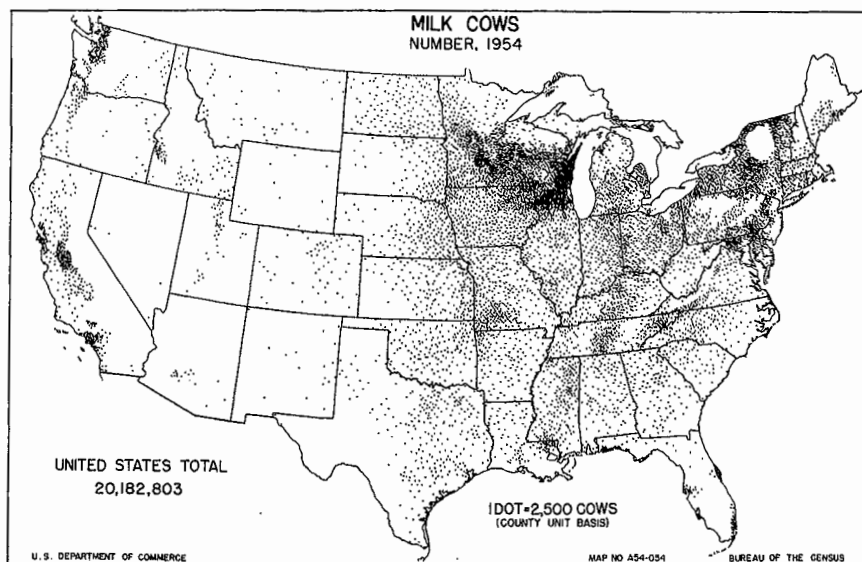 MILK COWS
NUMBER, 1954
UNITED STATES TOTAL
20,182,803
1 DOT=2,500 COWS
(COUNTY UNIT BASIS)
U. S. DEPARTMENT OF COMMERCE
MAP NO A54-054
BUREAU OF THE CENSUS